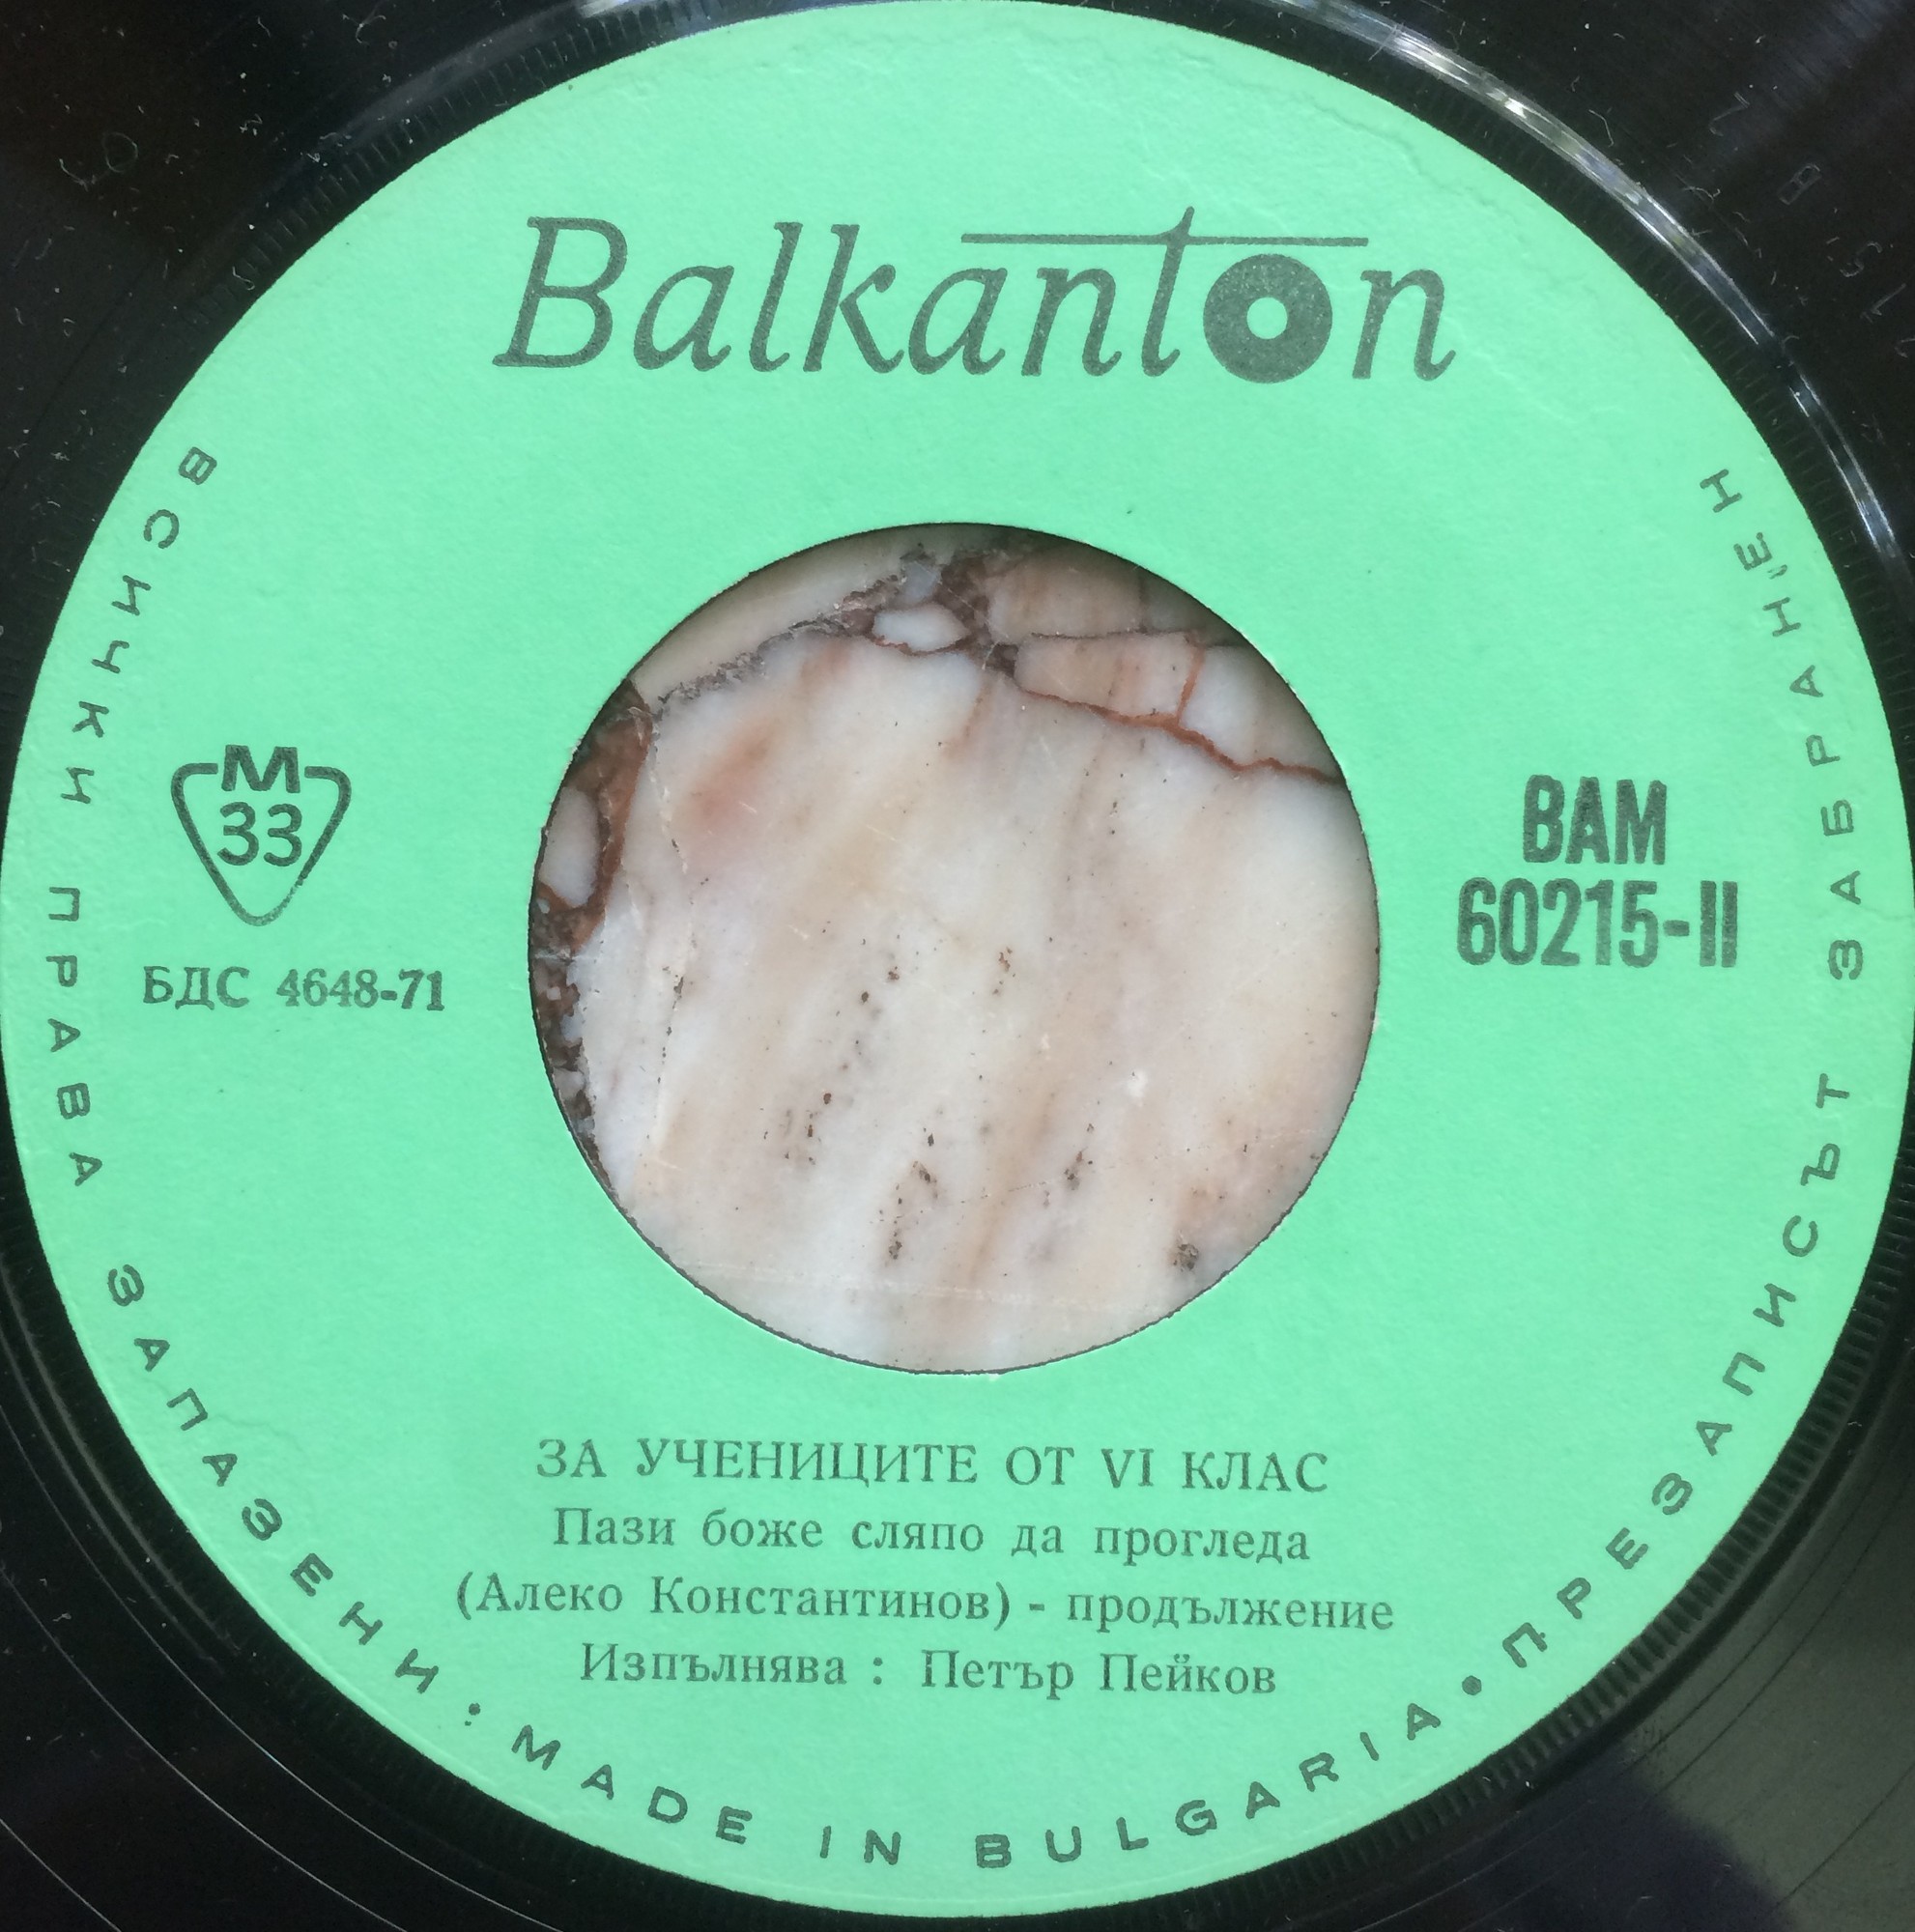 Balkanton
М
33
БДС 4648-71
ВАМ
60215-II
ЗА УЧЕНИЦИТЕ ОТ VI КЛАС
Пази боже сляпо да прогледа
(Алеко Константинов) - продължение
Изпълнява : Петър Пейков
ВСИЧКИ ПРАВА ЗАПАЗЕНИ · MADE IN BULGARIA · ПРЕЗАПИСЪТ ЗАБРАНЕН